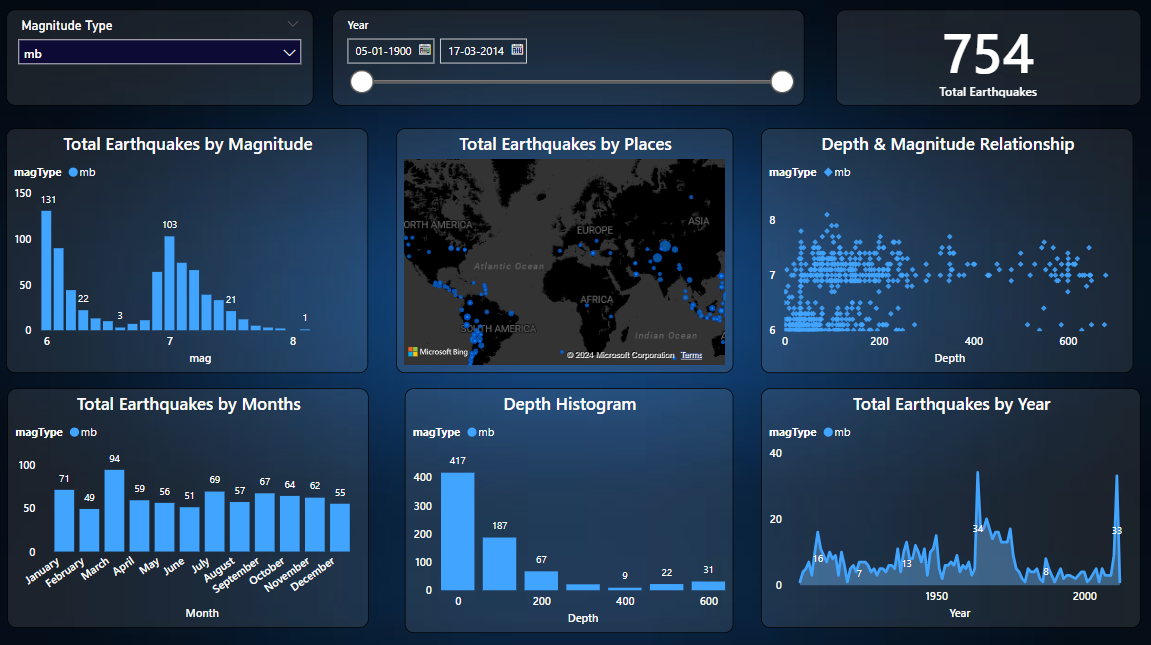 Magnitude Type
mb
Year
05-01-1900
17-03-2014
754
Total Earthquakes
Total Earthquakes by Magnitude
magType mb
150
131
103
100
50
22
21
3
1
0
6 7 8
mag
Total Earthquakes by Places
ORTH AMERICA
EUROPE
ASIA
Atlantic Ocean
AFRICA
SOUTH AMERICA
Indian Ocean
A
Microsoft Bing
© 2024 Microsoft Corporation Terms
Depth & Magnitude Relationship
magType mb
8
7
6
0 200 400 600
Depth
Total Earthquakes by Months
magType mb
100
50
0
71 49 94 59 56 51 69 57 67 64 62 55
January February March April May June July August September October November December
Month
Depth Histogram
magType mb
400
300
200
100
0
417 187 67 9 22 31
0 200 400 600
Depth
Total Earthquakes by Year
magType mb
40
20
0
16 7 13 34 8 33
1950 2000
Year